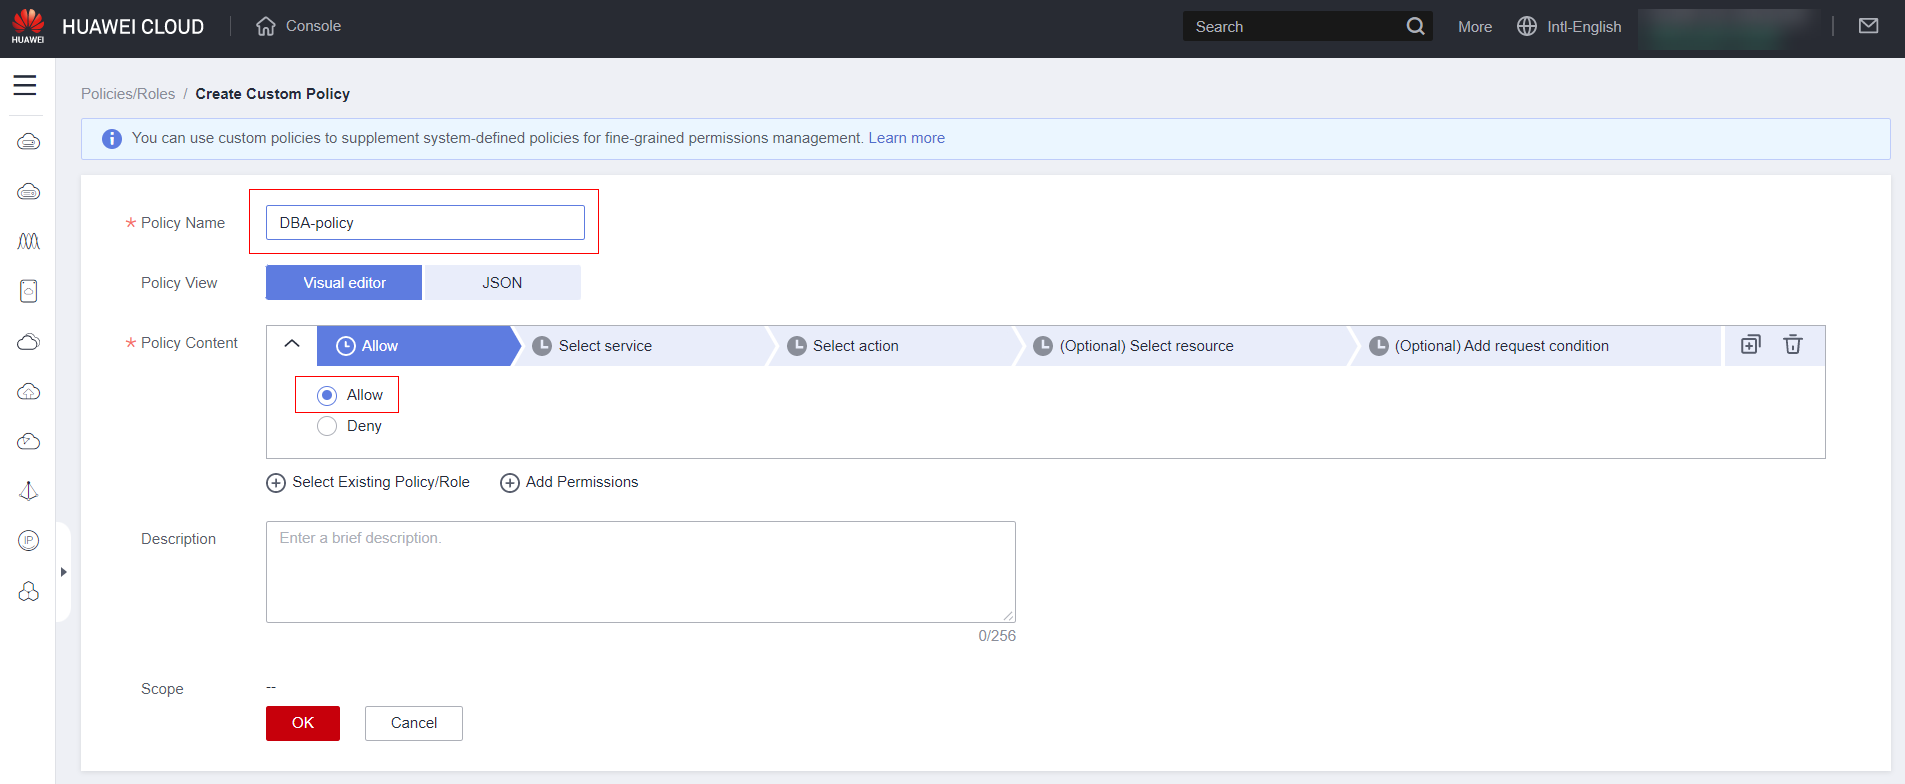 HUAWEI
HUAWEI CLOUD
Console
Search
More
Intl-English
Policies/Roles / Create Custom Policy
You can use custom policies to supplement system-defined policies for fine-grained permissions management. Learn more
* Policy Name
DBA-policy
Policy View
Visual editor
JSON
* Policy Content
Allow
Select service
Select action
(Optional) Select resource
(Optional) Add request condition
Allow
Deny
Select Existing Policy/Role
Add Permissions
Description
Enter a brief description.
0/256
IP
Scope
--
OK
Cancel